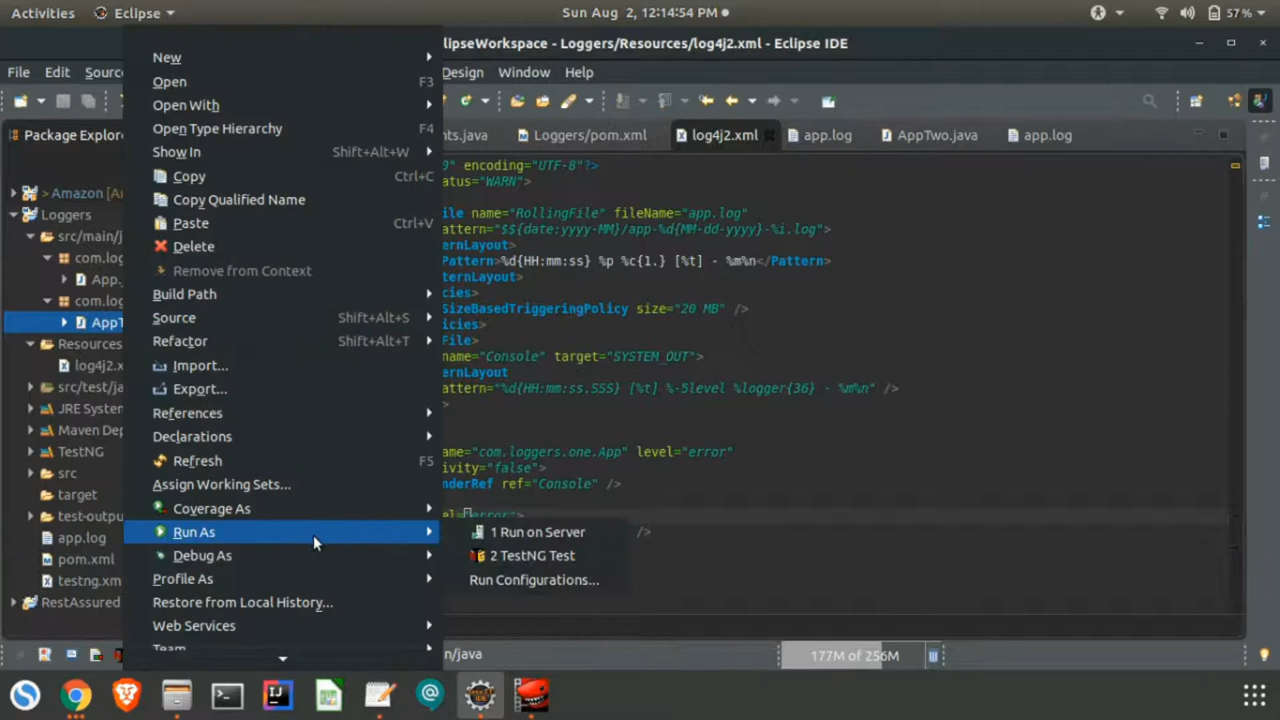 Activities
Eclipse
Sun Aug 2, 12:14:54 PM
57%
lipseWorkspace - Loggers/Resources/log4j2.xml - Eclipse IDE
File Edit Source Design Window Help
Package Explor
nts.java
Loggers/pom.xml
log4j2.xml
app.log
AppTwo.java
app.log
> Amazon [A
Loggers
src/main/j
com.log
App.
com.log
AppT
Resources
log4j2.x
src/test/ja
JRE System
Maven Dep
TestNG
src
target
test-outpu
app.log
pom.xml
testng.xm
RestAssured
New
Open F3
Open With
Open Type Hierarchy F4
Show In Shift+Alt+W
Copy Ctrl+C
Copy Qualified Name
Paste Ctrl+V
Delete
Remove from Context
Build Path
Source Shift+Alt+S
Refactor Shift+Alt+T
Import...
Export...
References
Declarations
Refresh F5
Assign Working Sets...
Coverage As
Run As
Debug As
Profile As
Restore from Local History...
Web Services
Team
1 Run on Server
2 TestNG Test
Run Configurations...
0" encoding="UTF-8"?>
tatus="WARN">
ile name="RollingFile" fileName="app.log"
attern="$${date:yyyy-MM}/app-%d{MM-dd-yyyy}-%i.log">
ernLayout>
Pattern>%d{HH:mm:ss} %p %c{1.} [%t] - %m%n</Pattern>
ternLayout>
cies>
SizeBasedTriggeringPolicy size="20 MB" />
icies>
File>
name="Console" target="SYSTEM_OUT">
ernLayout
attern="%d{HH:mm:ss.SSS} [%t] %-5level %logger{36} - %m%n" />
>
ame="com.loggers.one.App" level="error"
ivity="false">
nderRef ref="Console" />
el="error">
/>
n/java
177M of 256M